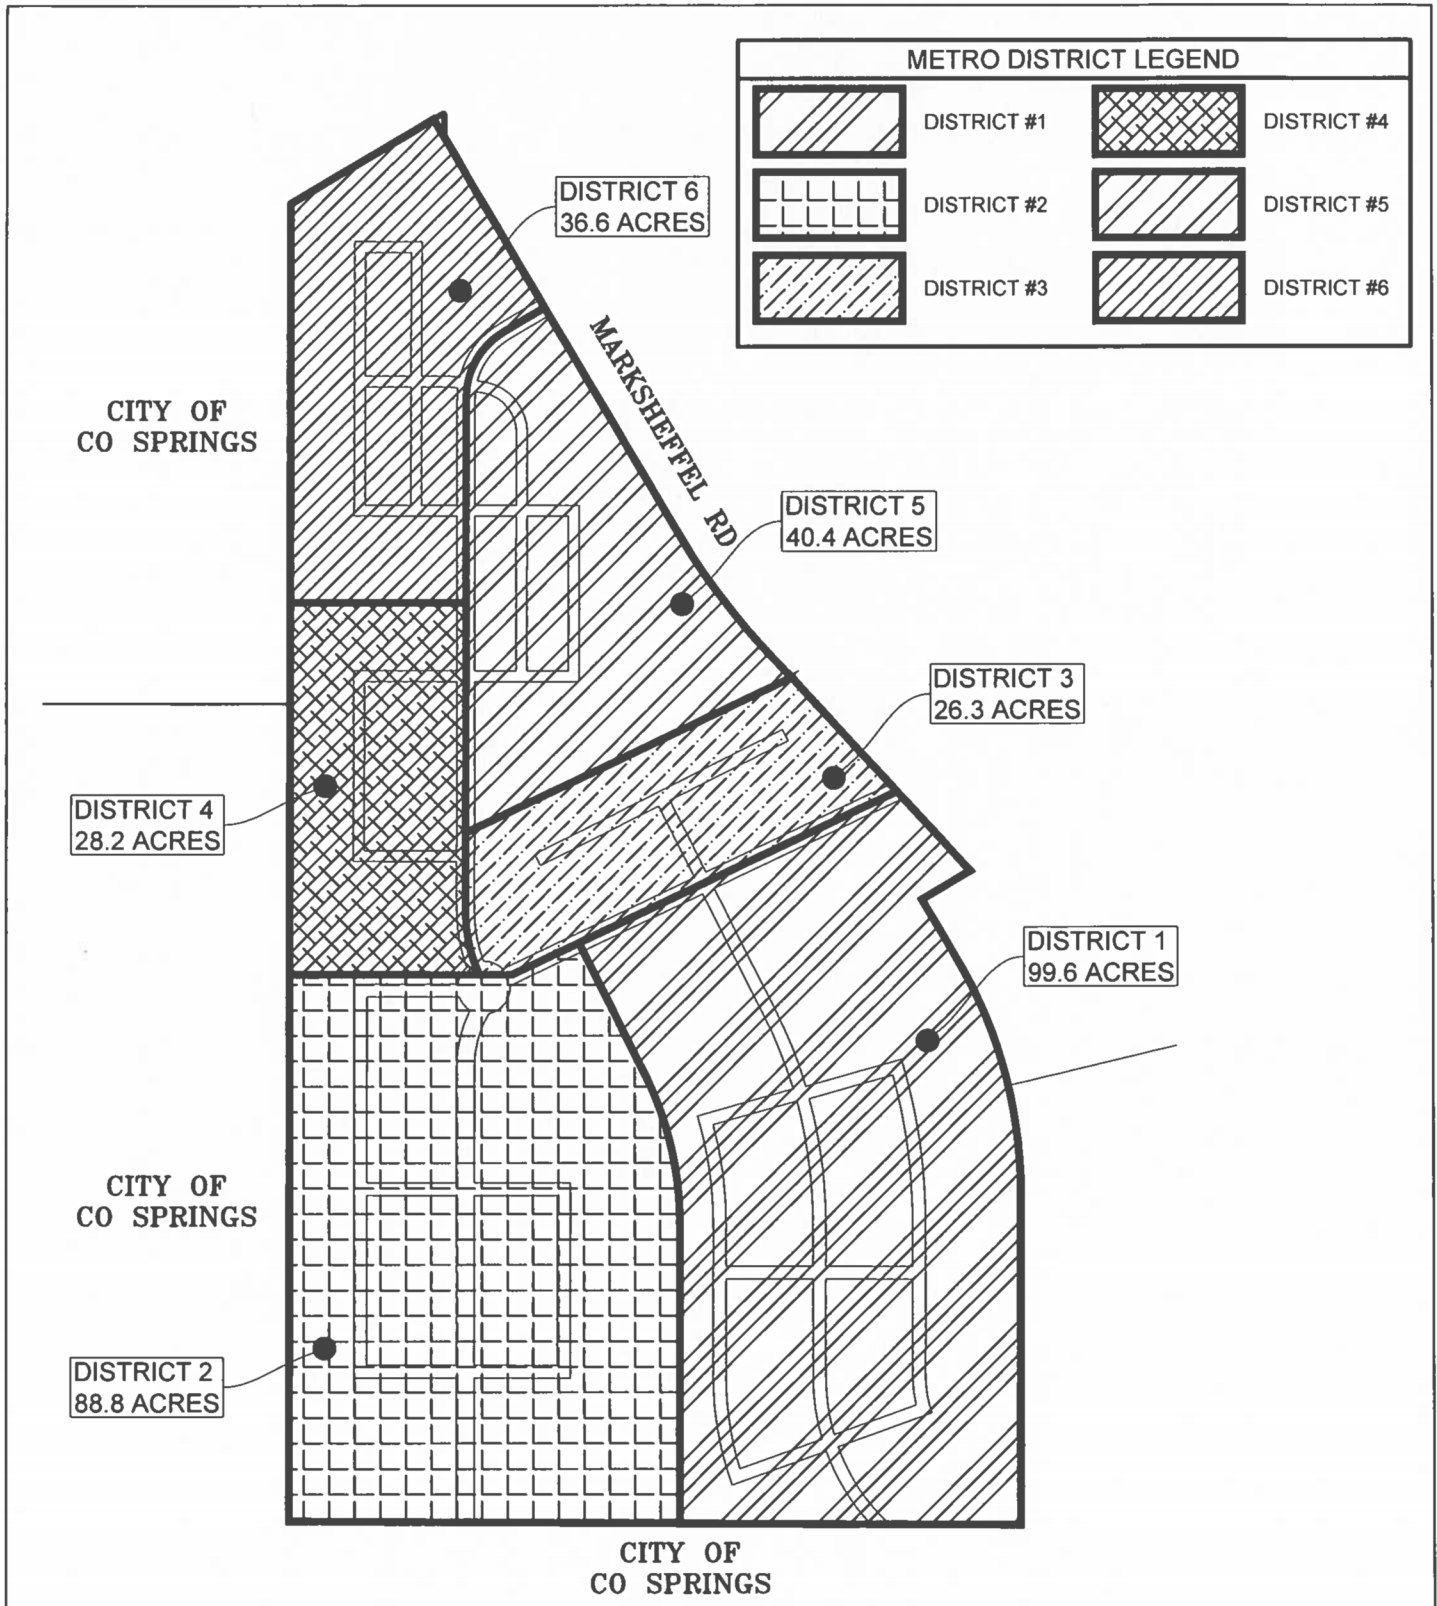 METRO DISTRICT LEGEND
DISTRICT #1
DISTRICT #4
DISTRICT #2
DISTRICT #5
DISTRICT #3
DISTRICT #6
DISTRICT 6
36.6 ACRES
MARKSHEFFEL RD
CITY OF
CO SPRINGS
DISTRICT 5
40.4 ACRES
DISTRICT 3
26.3 ACRES
DISTRICT 4
28.2 ACRES
DISTRICT 1
99.6 ACRES
CITY OF
CO SPRINGS
DISTRICT 2
88.8 ACRES
CITY OF
CO SPRINGS